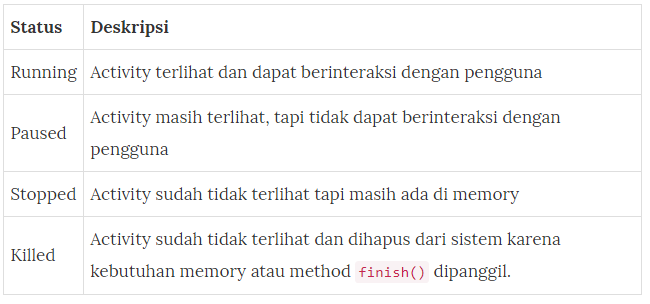 Status Deskripsi
Running Activity terlihat dan dapat berinteraksi dengan pengguna
Paused Activity masih terlihat, tapi tidak dapat berinteraksi dengan
pengguna
Stopped Activity sudah tidak terlihat tapi masih ada di memory
Killed Activity sudah tidak terlihat dan dihapus dari sistem karena
kebutuhan memory atau method finish() dipanggil.